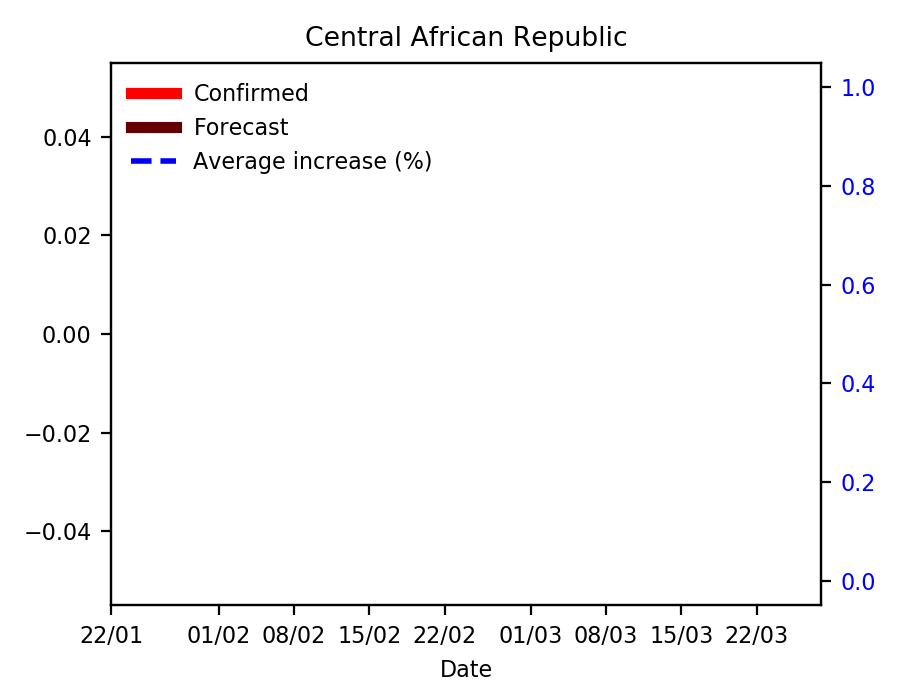 Central African Republic
Confirmed
Forecast
Average increase (%)
0.04
0.02
0.00
−0.02
−0.04
1.0
0.8
0.6
0.4
0.2
0.0
22/01 01/02 08/02 15/02 22/02 01/03 08/03 15/03 22/03
Date